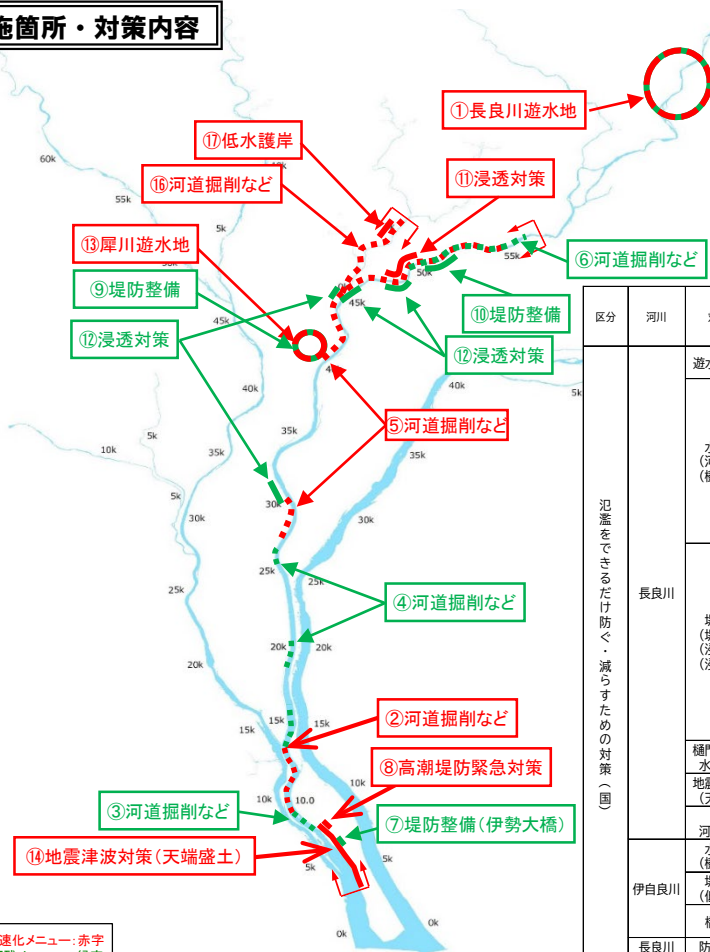 施箇所・対策内容
①長良川遊水地
⑰低水護岸
⑯河道掘削など
⑪浸透対策
⑬犀川遊水地
⑥河道掘削など
⑨堤防整備
⑩堤防整備
⑫浸透対策
⑫浸透対策
⑤河道掘削など
④河道掘削など
②河道掘削など
⑧高潮堤防緊急対策
③河道掘削など
⑦堤防整備(伊勢大橋)
⑭地震津波対策(天端盛土)
60k
55k
5k
45k
40k
35k
10k
5k
5k
30k
25k
20k
15k
10k
5k
0k
55k
50k
45k
35k
30k
25k
20k
15k
10.0
40k
5k
35k
30k
25k
20k
15k
10k
5k
0k
区分
河川
氾濫をできるだけ防ぐ・減らすための対策(国)
長良川
伊自良川
長良川
速化メニュー:赤字